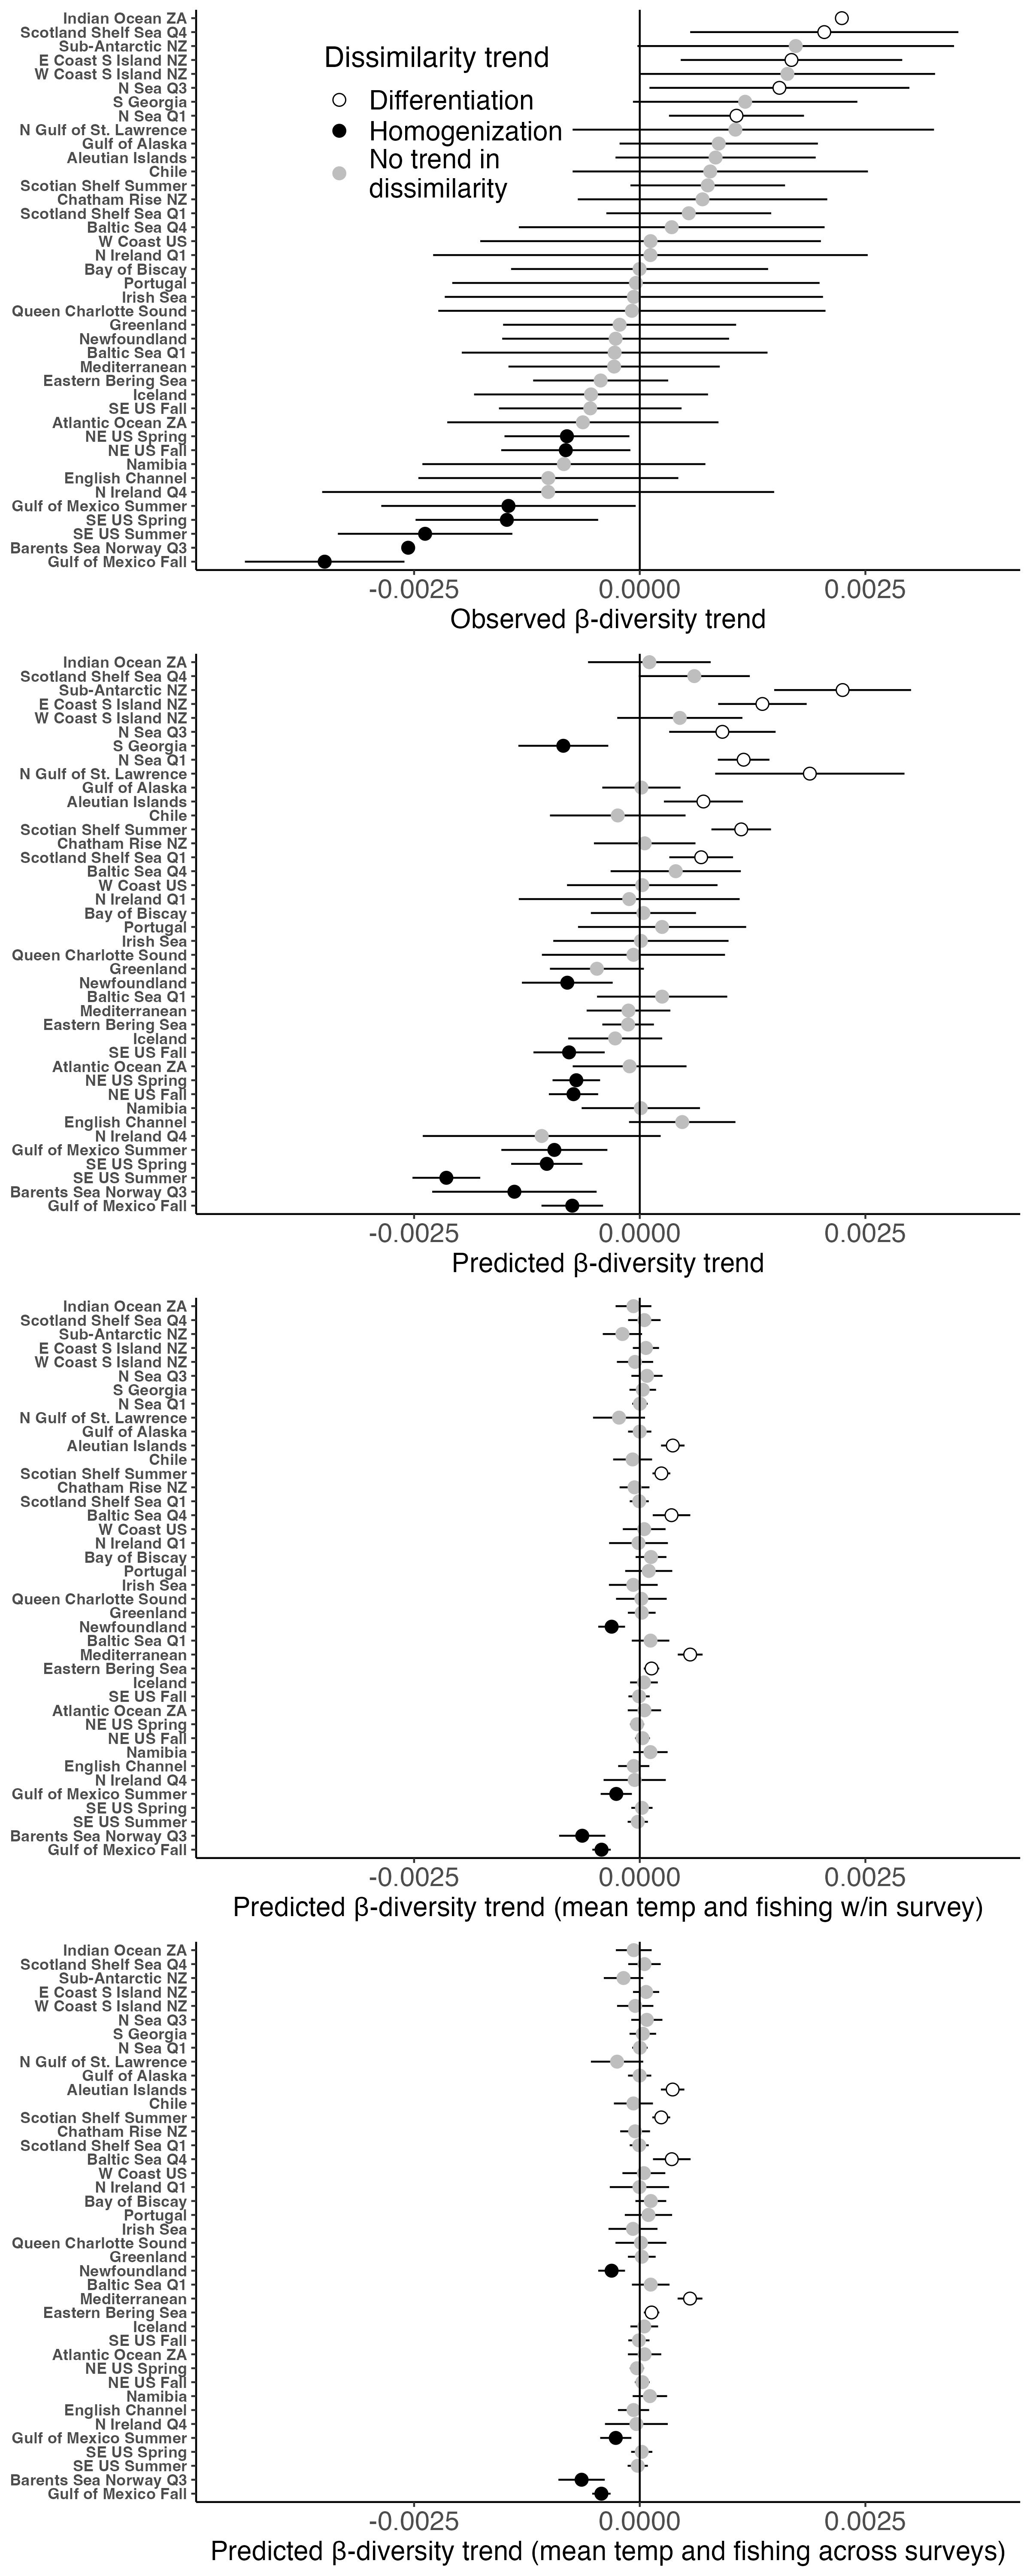 Indian Ocean ZA
Scotland Shelf Sea Q4
Sub-Antarctic NZ
E Coast S Island NZ
W Coast S Island NZ
N Sea Q3
S Georgia
N Sea Q1
N Gulf of St. Lawrence
Gulf of Alaska
Aleutian Islands
Chile
Scotian Shelf Summer
Chatham Rise NZ
Scotland Shelf Sea Q1
Baltic Sea Q4
W Coast US
N Ireland Q1
Bay of Biscay
Portugal
Irish Sea
Queen Charlotte Sound
Greenland
Newfoundland
Baltic Sea Q1
Mediterranean
Eastern Bering Sea
Iceland
SE US Fall
Atlantic Ocean ZA
NE US Spring
NE US Fall
Namibia
English Channel
N Ireland Q4
Gulf of Mexico Summer
SE US Spring
SE US Summer
Barents Sea Norway Q3
Gulf of Mexico Fall
Dissimilarity trend
Differentiation
Homogenization
No trend in
dissimilarity
-0.0025 0.0000 0.0025
Observed β-diversity trend
Indian Ocean ZA
Scotland Shelf Sea Q4
Sub-Antarctic NZ
E Coast S Island NZ
W Coast S Island NZ
N Sea Q3
S Georgia
N Sea Q1
N Gulf of St. Lawrence
Gulf of Alaska
Aleutian Islands
Chile
Scotian Shelf Summer
Chatham Rise NZ
Scotland Shelf Sea Q1
Baltic Sea Q4
W Coast US
N Ireland Q1
Bay of Biscay
Portugal
Irish Sea
Queen Charlotte Sound
Greenland
Newfoundland
Baltic Sea Q1
Mediterranean
Eastern Bering Sea
Iceland
SE US Fall
Atlantic Ocean ZA
NE US Spring
NE US Fall
Namibia
English Channel
N Ireland Q4
Gulf of Mexico Summer
SE US Spring
SE US Summer
Barents Sea Norway Q3
Gulf of Mexico Fall
-0.0025 0.0000 0.0025
Predicted β-diversity trend
Indian Ocean ZA
Scotland Shelf Sea Q4
Sub-Antarctic NZ
E Coast S Island NZ
W Coast S Island NZ
N Sea Q3
S Georgia
N Sea Q1
N Gulf of St. Lawrence
Gulf of Alaska
Aleutian Islands
Chile
Scotian Shelf Summer
Chatham Rise NZ
Scotland Shelf Sea Q1
Baltic Sea Q4
W Coast US
N Ireland Q1
Bay of Biscay
Portugal
Irish Sea
Queen Charlotte Sound
Greenland
Newfoundland
Baltic Sea Q1
Mediterranean
Eastern Bering Sea
Iceland
SE US Fall
Atlantic Ocean ZA
NE US Spring
NE US Fall
Namibia
English Channel
N Ireland Q4
Gulf of Mexico Summer
SE US Spring
SE US Summer
Barents Sea Norway Q3
Gulf of Mexico Fall
-0.0025 0.0000 0.0025
Predicted β-diversity trend (mean temp and fishing w/in survey)
Indian Ocean ZA
Scotland Shelf Sea Q4
Sub-Antarctic NZ
E Coast S Island NZ
W Coast S Island NZ
N Sea Q3
S Georgia
N Sea Q1
N Gulf of St. Lawrence
Gulf of Alaska
Aleutian Islands
Chile
Scotian Shelf Summer
Chatham Rise NZ
Scotland Shelf Sea Q1
Baltic Sea Q4
W Coast US
N Ireland Q1
Bay of Biscay
Portugal
Irish Sea
Queen Charlotte Sound
Greenland
Newfoundland
Baltic Sea Q1
Mediterranean
Eastern Bering Sea
Iceland
SE US Fall
Atlantic Ocean ZA
NE US Spring
NE US Fall
Namibia
English Channel
N Ireland Q4
Gulf of Mexico Summer
SE US Spring
SE US Summer
Barents Sea Norway Q3
Gulf of Mexico Fall
-0.0025 0.0000 0.0025
Predicted β-diversity trend (mean temp and fishing across surveys)